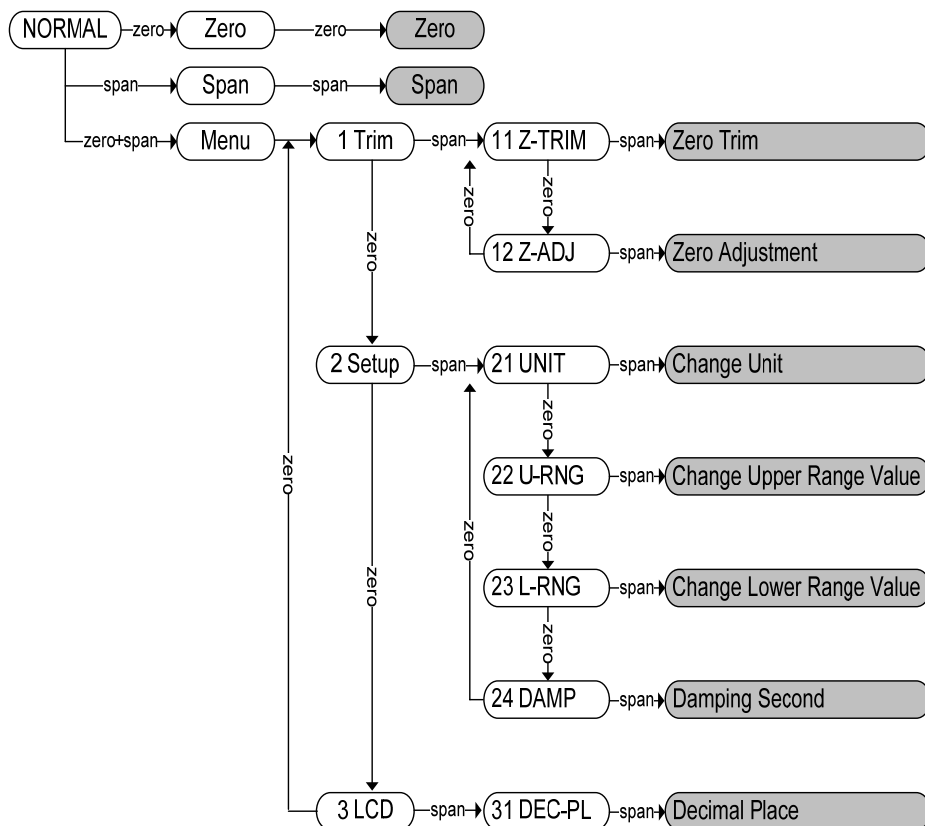 NORMAL zero Zero zero Zero
span Span span Span
zero+span Menu 1 Trim span 11 Z-TRIM span Zero Trim
zero zero
zero
12 Z-ADJ span Zero Adjustment
2 Setup span 21 UNIT span Change Unit
zero
zero
22 U-RNG span Change Upper Range Value
zero
zero
zero
23 L-RNG span Change Lower Range Value
zero
24 DAMP span Damping Second
3 LCD span 31 DEC-PL span Decimal Place